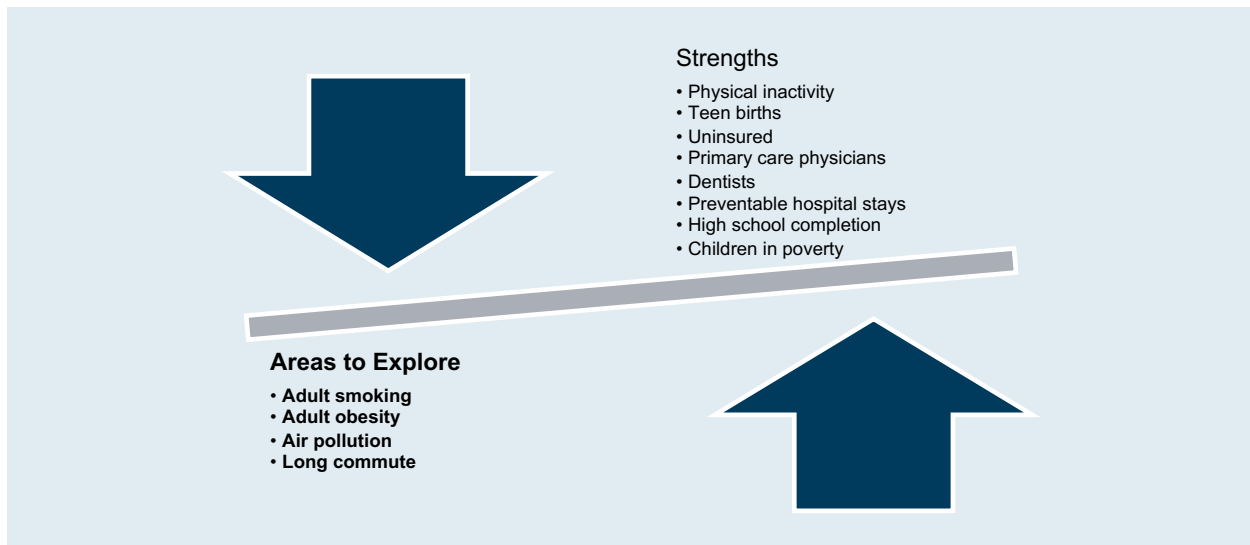 Strengths
• Physical inactivity
• Teen births
• Uninsured
• Primary care physicians
• Dentists
• Preventable hospital stays
• High school completion
• Children in poverty
Areas to Explore
• Adult smoking
• Adult obesity
• Air pollution
• Long commute